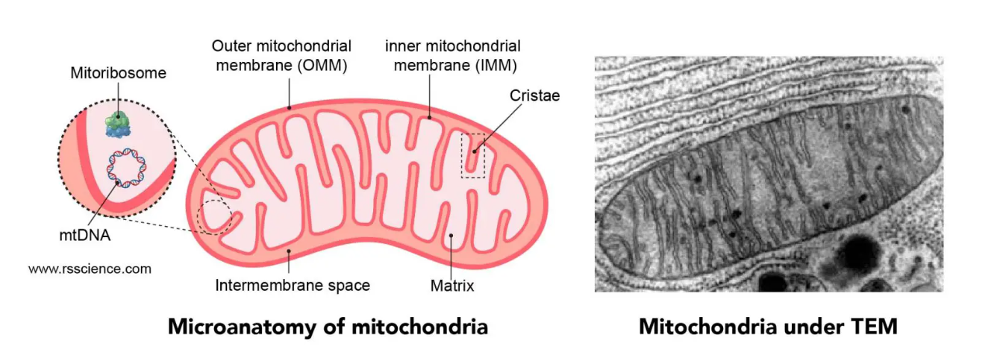 Outer mitochondrial
membrane (OMM)
inner mitochondrial
membrane (IMM)
Mitoribosome
Cristae
mtDNA
www.rsscience.com
Intermembrane space
Matrix
Microanatomy of mitochondria
Mitochondria under TEM